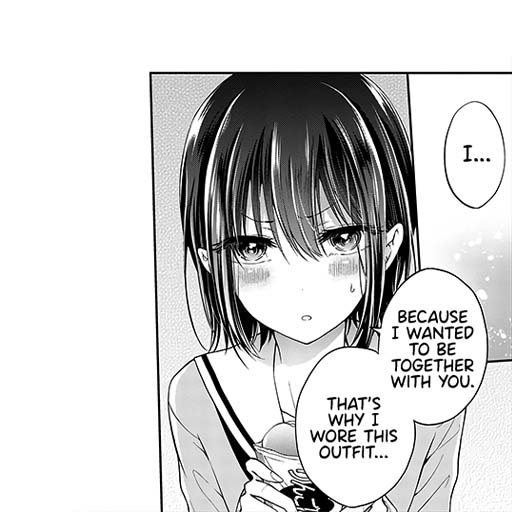 I...
BECAUSE
I WANTED
TO BE
TOGETHER
WITH YOU.
THAT'S
WHY I
WORE THIS
OUTFIT...